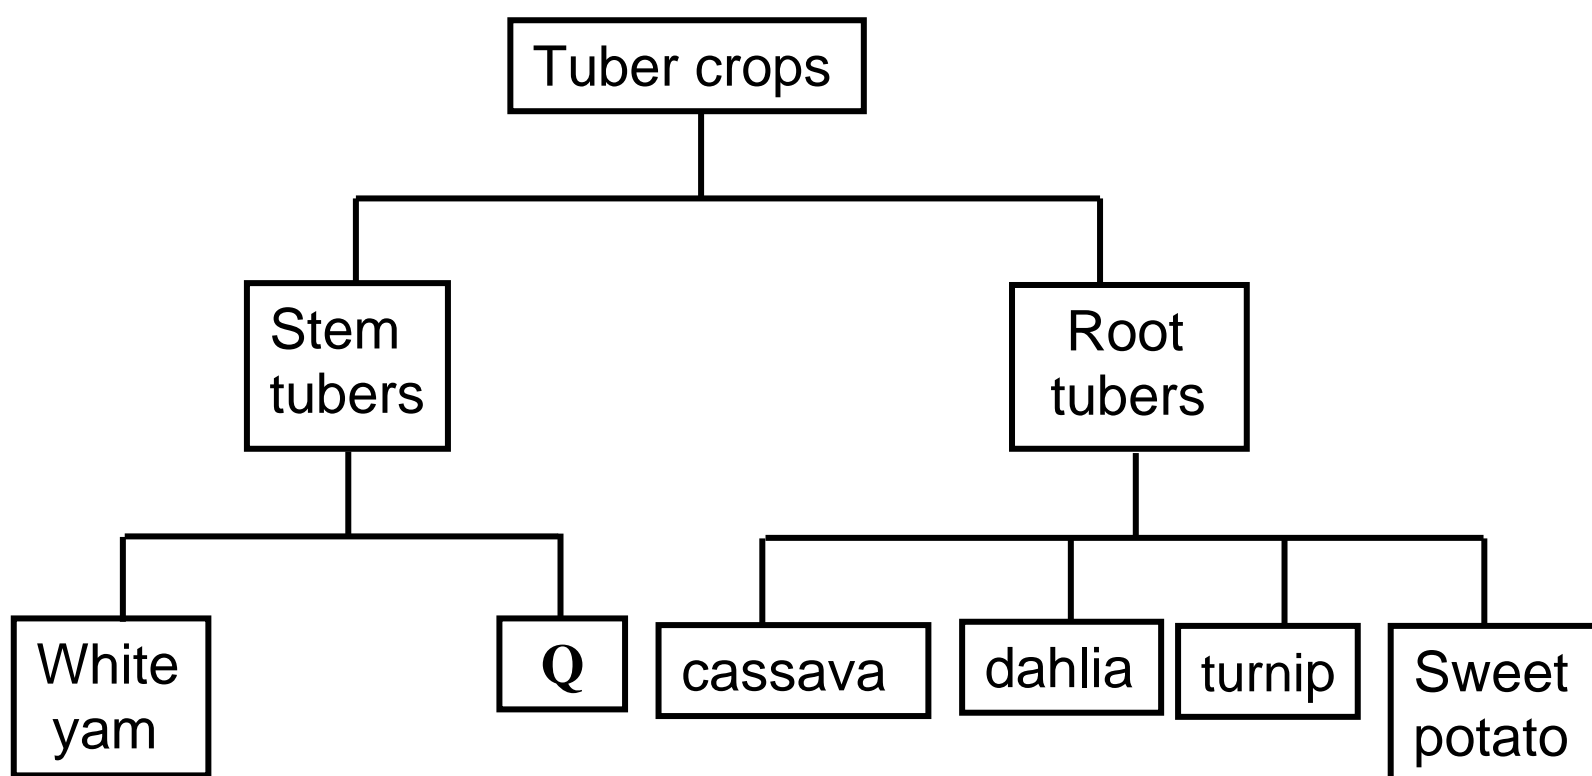 Tuber crops
Stem
tubers
Root
tubers
White
yam
Q
cassava
dahlia
turnip
Sweet
potato